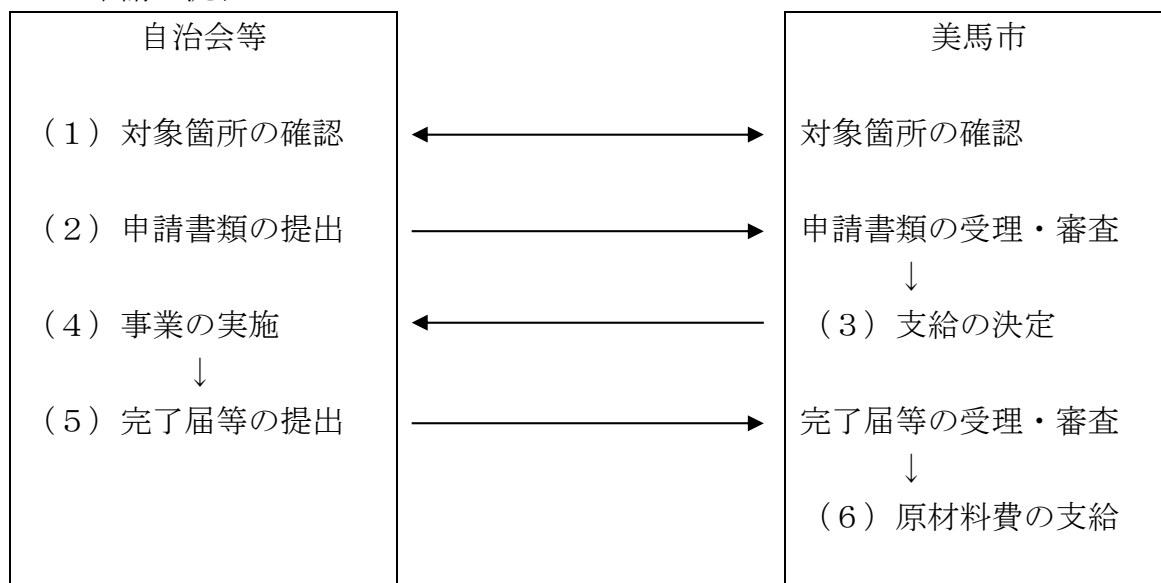 自治会等 美馬市
（１）対象箇所の確認 対象箇所の確認
（２）申請書類の提出 申請書類の受理・審査
↓
（４）事業の実施 （３）支給の決定
↓
（５）完了届等の提出 完了届等の受理・審査
↓
（６）原材料費の支給